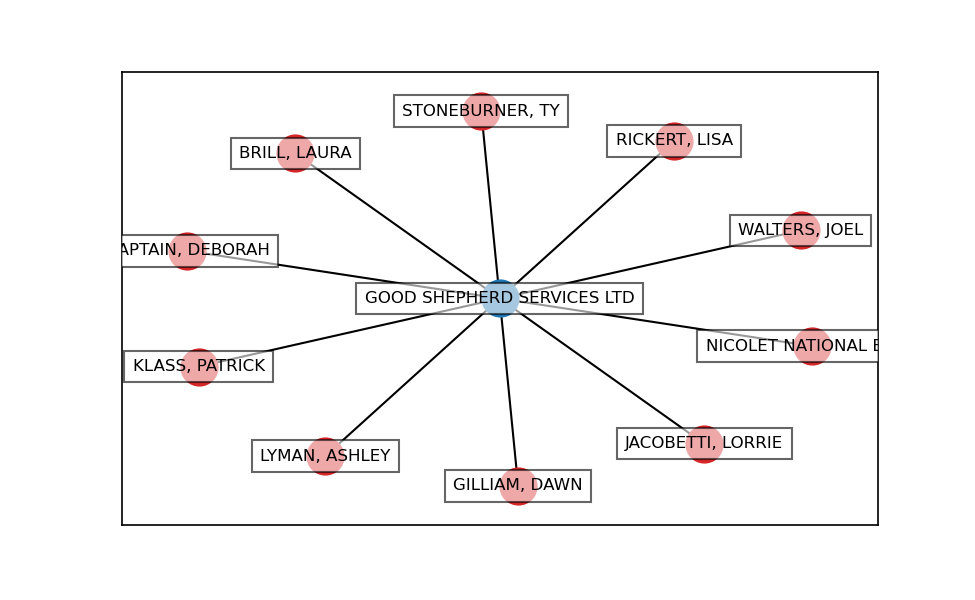 STONEBURNER, TY
RICKERT, LISA
BRILL, LAURA
WALTERS, JOEL
APTAIN, DEBORAH
GOOD SHEPHERD SERVICES LTD
NICOLET NATIONAL
KLASS, PATRICK
JACOBETTI, LORRIE
LYMAN, ASHLEY
GILLIAM, DAWN